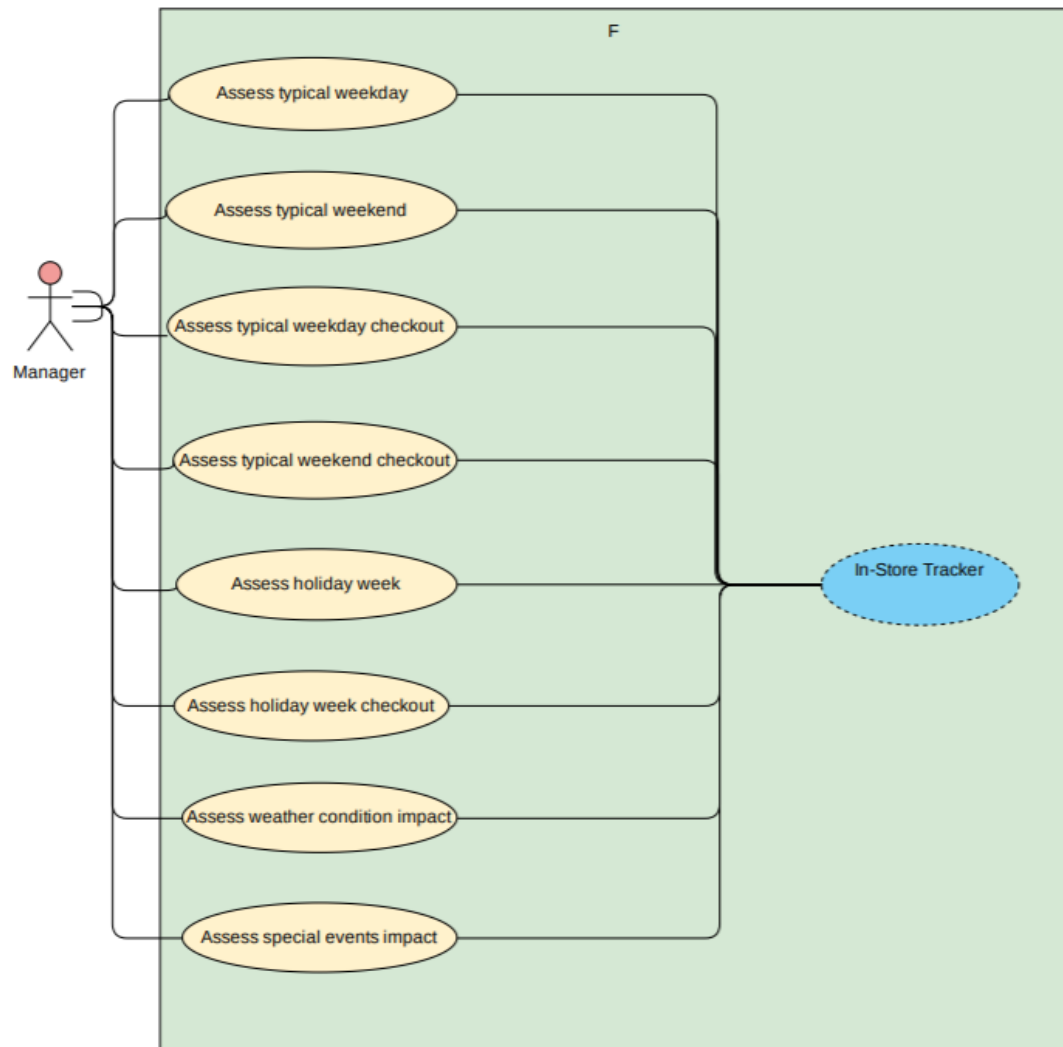 F
Assess typical weekday
Assess typical weekend
Assess typical weekday checkout
Manager
Assess typical weekend checkout
In-Store Tracker
Assess holiday week
Assess holiday week checkout
Assess weather condition impact
Assess special events impact